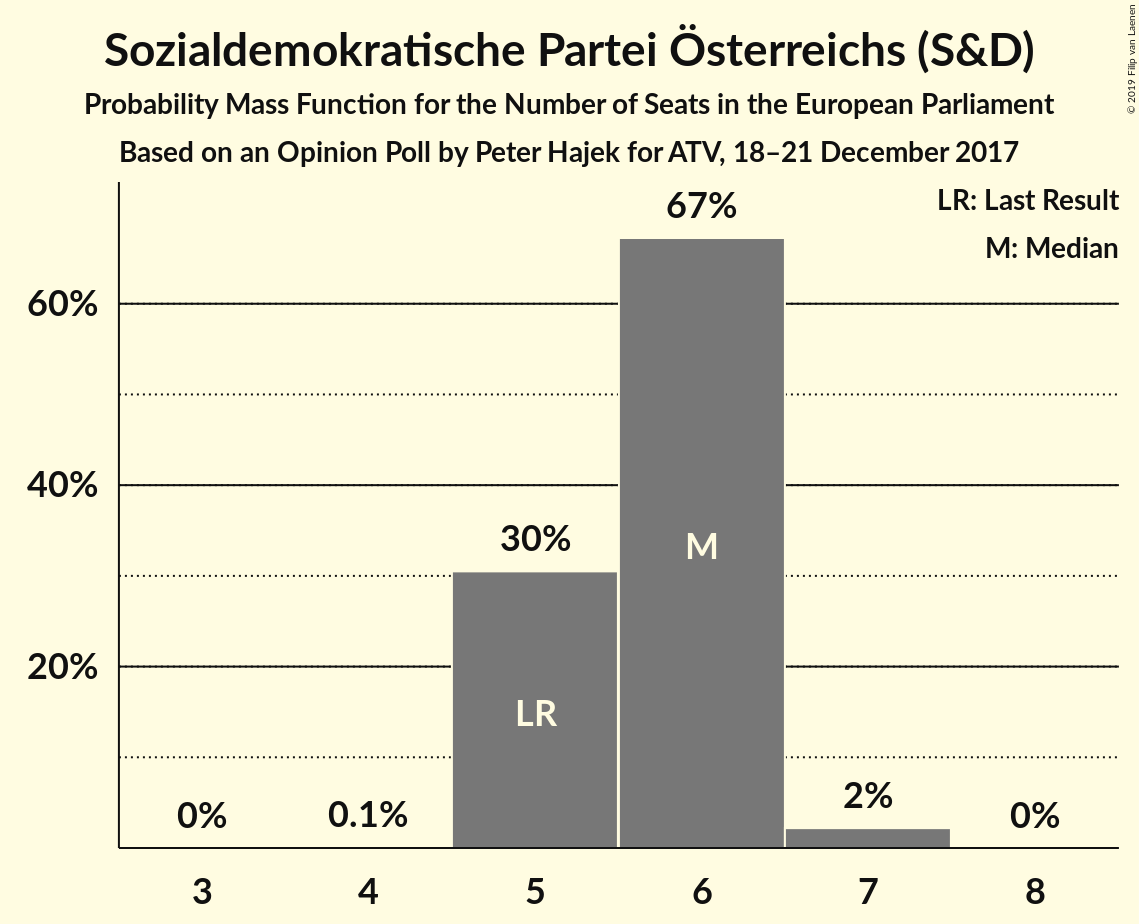 Sozialdemokratische Partei Österreichs (S&D)
Probability Mass Function for the Number of Seats in the European Parliament
Based on an Opinion Poll by Peter Hajek for ATV, 18–21 December 2017
© 2019 Filip van Laenen
LR: Last Result
M: Median
67%
60%
40%
30%
M
20%
LR
0%
0.1%
2%
0%
3
4
5
6
7
8